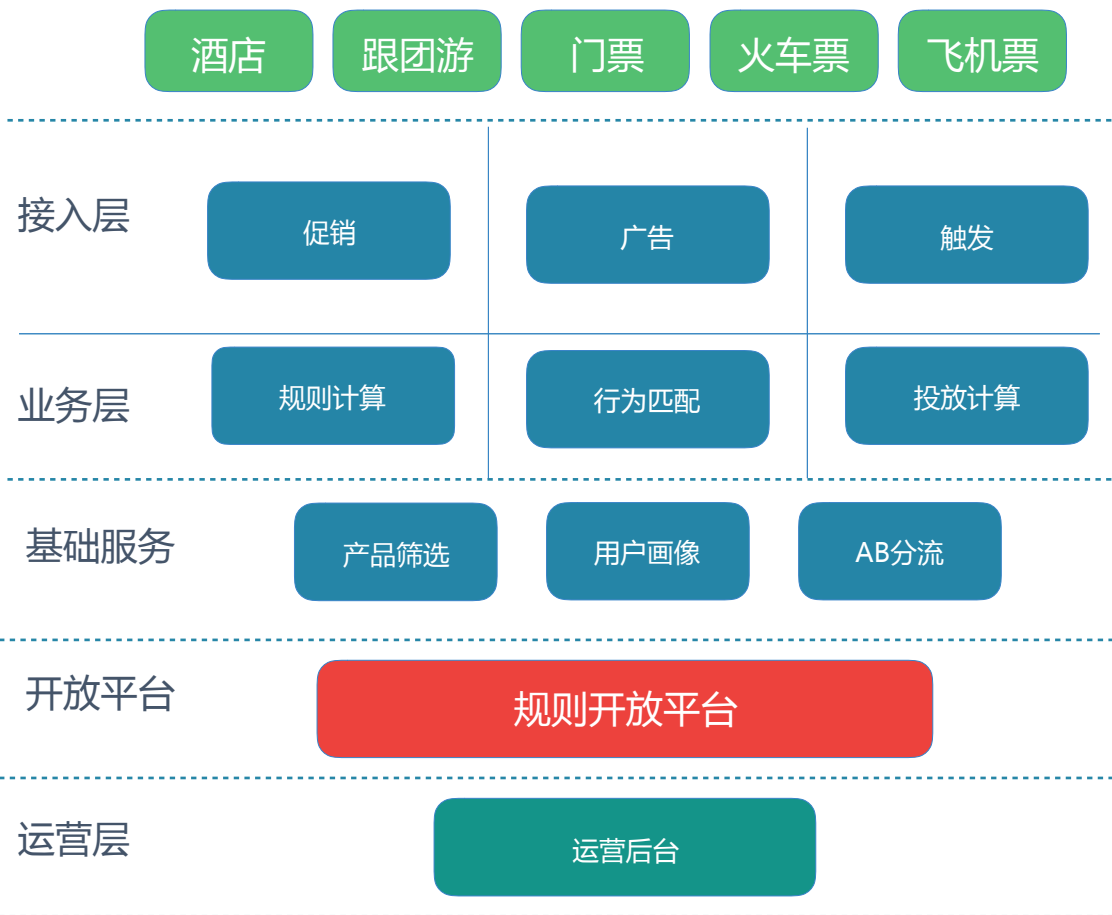 酒店
跟团游
门票
火车票
飞机票
接入层
促销
广告
触发
业务层
规则计算
行为匹配
投放计算
基础服务
产品筛选
用户画像
AB分流
开放平台
规则开放平台
运营层
运营后台